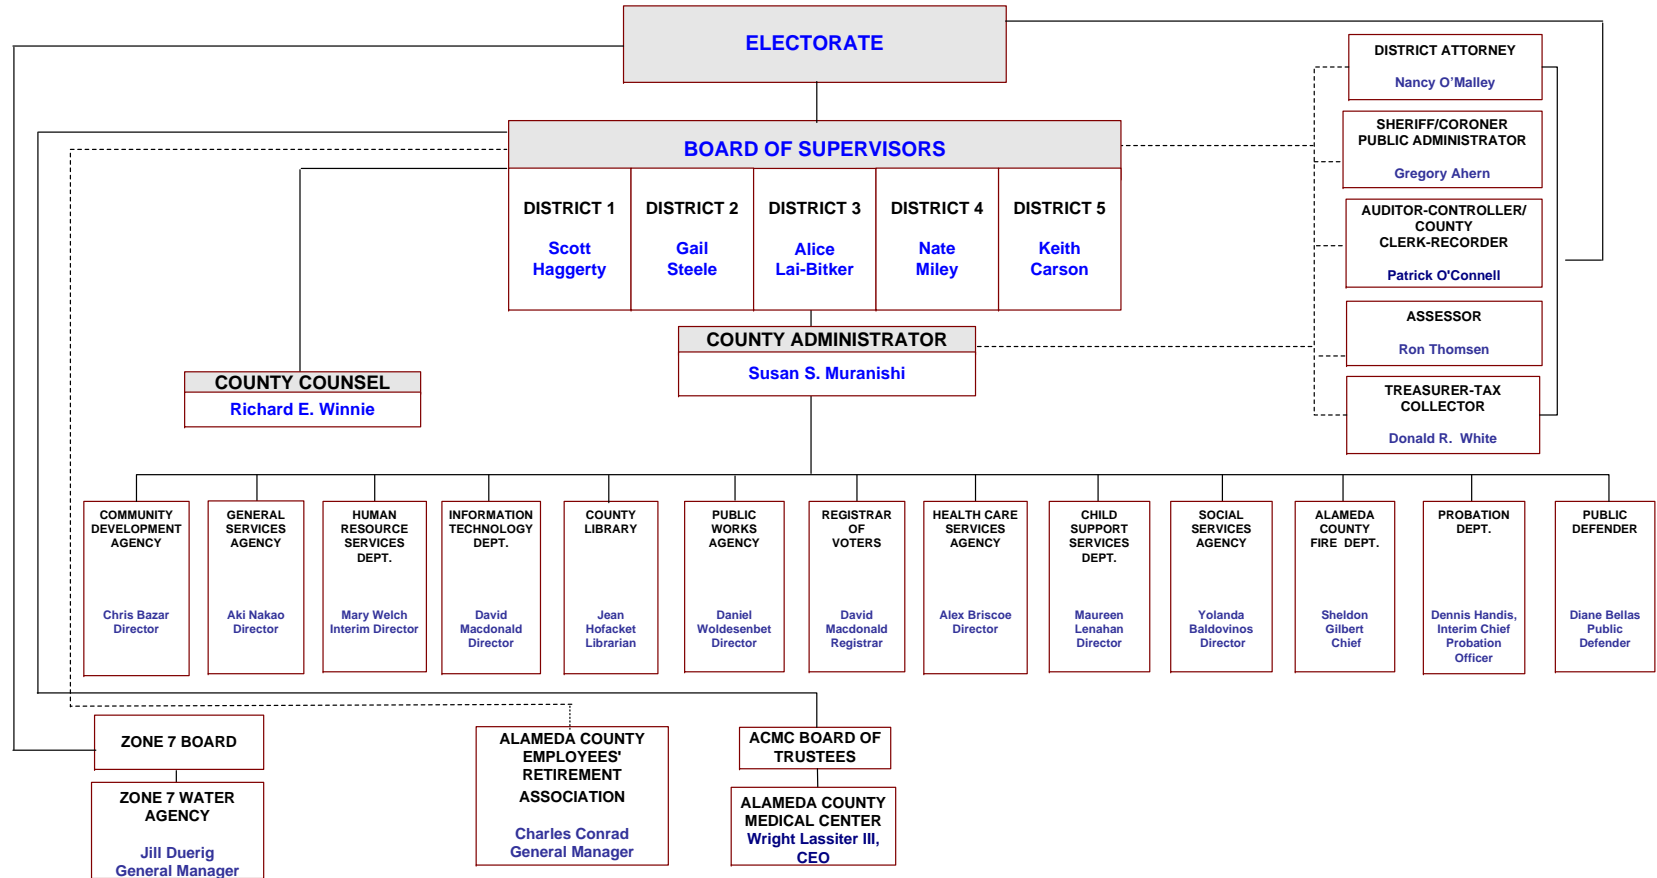 ELECTORATE
DISTRICT ATTORNEY
Nancy O’Malley
SHERIFF/CORONER
PUBLIC ADMINISTRATOR
Gregory Ahern
AUDITOR-CONTROLLER/
COUNTY
CLERK-RECORDER
Patrick O'Connell
ASSESSOR
Ron Thomsen
TREASURER-TAX
COLLECTOR
Donald R. White
BOARD OF SUPERVISORS
DISTRICT 1
Scott
Haggerty
DISTRICT 2
Gail
Steele
DISTRICT 3
Alice
Lai-Bitker
DISTRICT 4
Nate
Miley
DISTRICT 5
Keith
Carson
COUNTY ADMINISTRATOR
Susan S. Muranishi
COUNTY COUNSEL
Richard E. Winnie
COMMUNITY
DEVELOPMENT
AGENCY
Chris Bazar
Director
GENERAL
SERVICES
AGENCY
Aki Nakao
Director
HUMAN
RESOURCE
SERVICES
DEPT.
Mary Welch
Interim Director
INFORMATION
TECHNOLOGY
DEPT.
David
Macdonald
Director
COUNTY
LIBRARY
Jean
Hofacket
Librarian
PUBLIC
WORKS
AGENCY
Daniel
Woldesenbet
Director
REGISTRAR
OF
VOTERS
David
Macdonald
Registrar
HEALTH CARE
SERVICES
AGENCY
Alex Briscoe
Director
CHILD
SUPPORT
SERVICES
DEPT.
Maureen
Lenahan
Director
SOCIAL
SERVICES
AGENCY
Yolanda
Baldovinos
Director
ALAMEDA
COUNTY
FIRE DEPT.
Sheldon
Gilbert
Chief
PROBATION
DEPT.
Dennis Handis,
Interim Chief
Probation
Officer
PUBLIC
DEFENDER
Diane Bellas
Public
Defender
ZONE 7 BOARD
ZONE 7 WATER
AGENCY
Jill Duerig
General Manager
ALAMEDA COUNTY
EMPLOYEES'
RETIREMENT
ASSOCIATION
Charles Conrad
General Manager
ACMC BOARD OF
TRUSTEES
ALAMEDA COUNTY
MEDICAL CENTER
Wright Lassiter III,
CEO